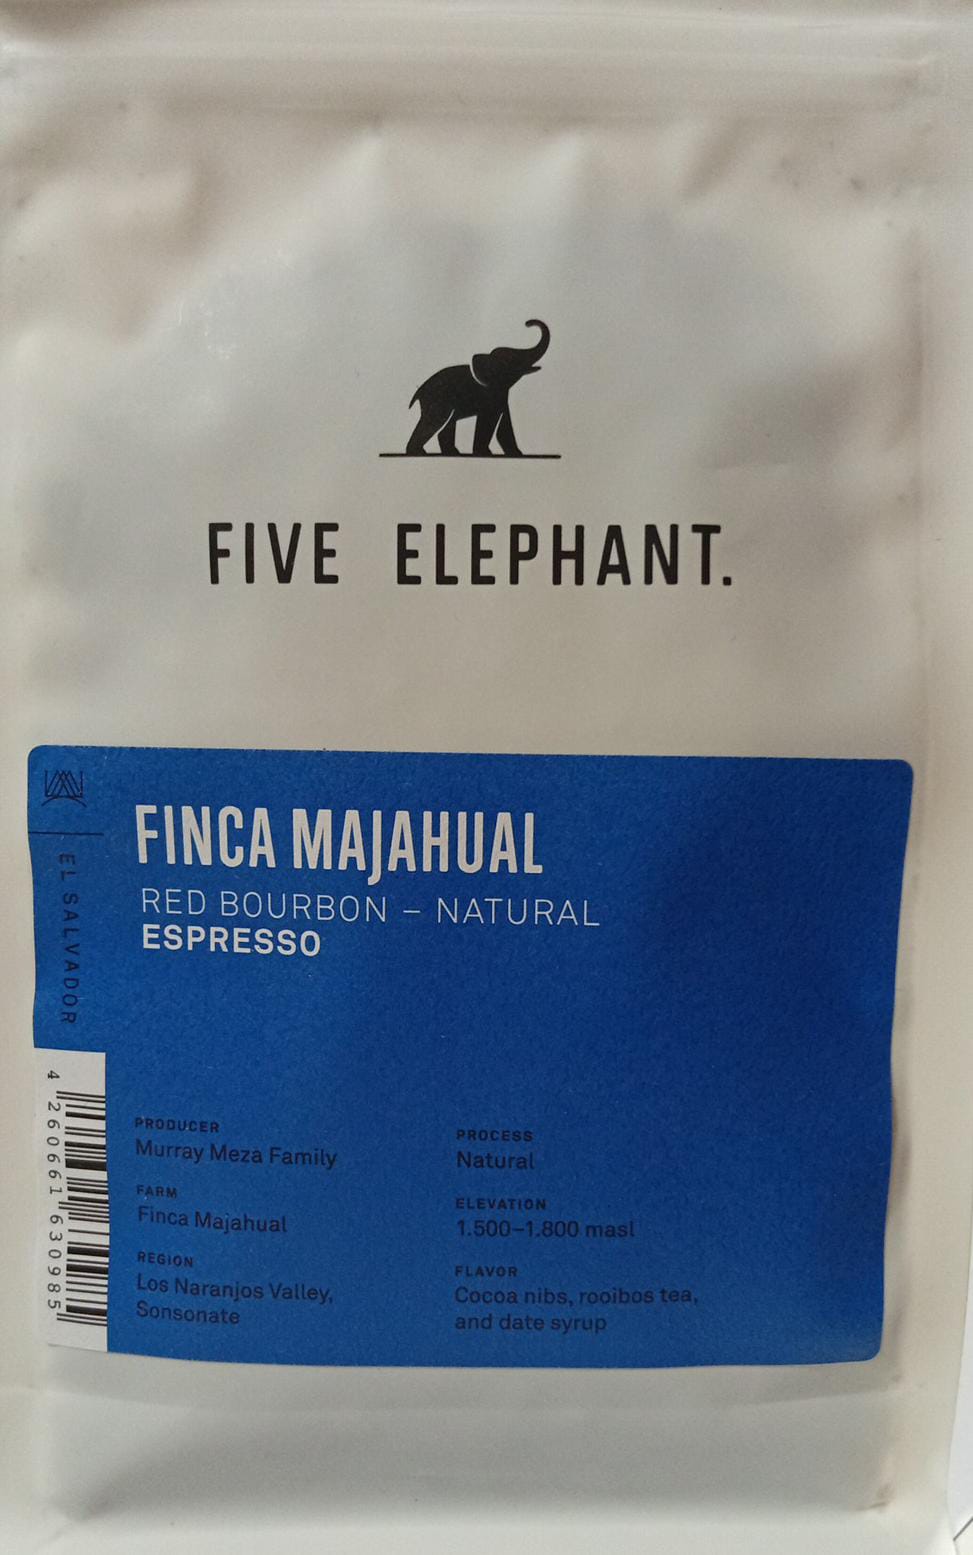 FIVE ELEPHANT.
FINCA MAJAHUAL
RED BOURBON – NATURAL
ESPRESSO
EL SALVADOR
4 260661 630985
PRODUCER
Murray Meza Family
FARM
Finca Majahual
REGION
Los Naranjos Valley,
Sonsonate
PROCESS
Natural
ELEVATION
1.500–1.800 masl
FLAVOR
Cocoa nibs, rooibos tea,
and date syrup